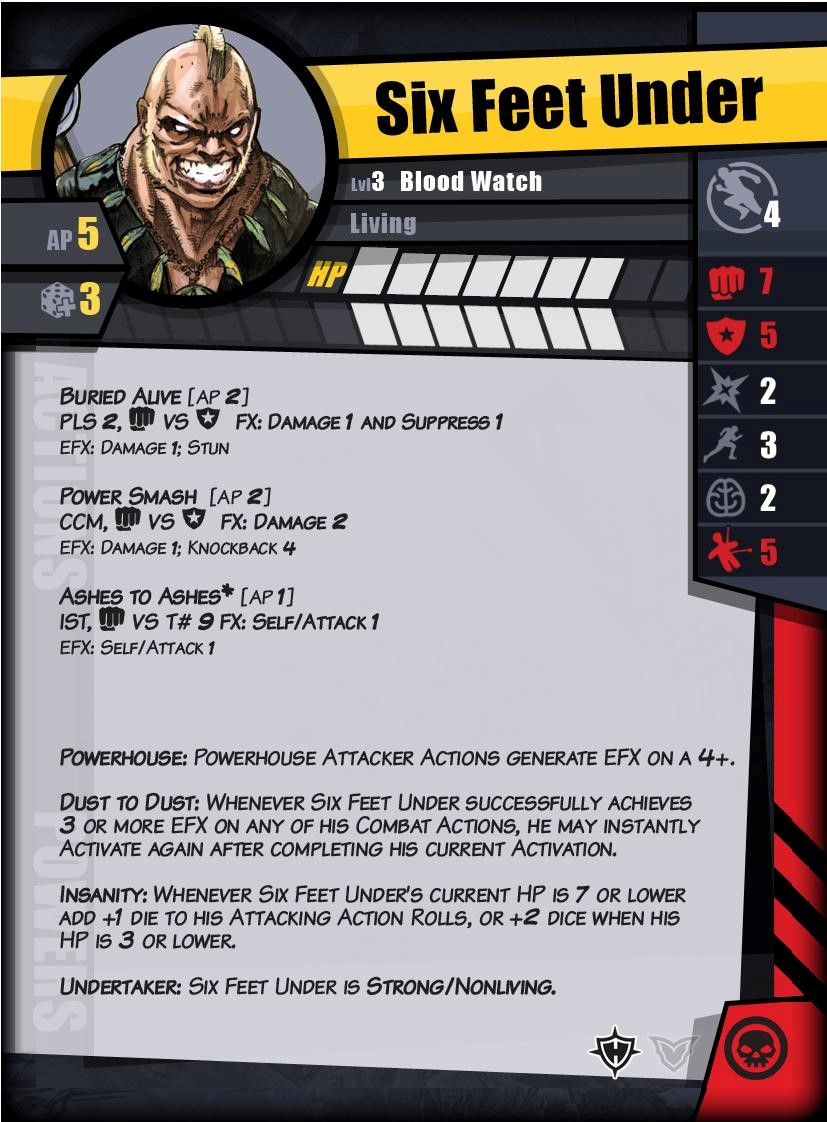 Six Feet Under
Lvl3 Blood Watch
Living
AP 5
3
HP
4
7
5
2
3
2
5
ACTIONS
Buried Alive [AP 2]
PLS 2, VS FX: Damage 1 and Suppress 1
EFX: Damage 1; Stun
Power Smash [AP 2]
CCM, VS FX: Damage 2
EFX: Damage 1; Knockback 4
Ashes to Ashes* [AP 1]
IST, VS T# 9 FX: Self/Attack 1
EFX: Self/Attack 1
POWERS
Powerhouse: Powerhouse Attacker Actions generate EFX on a 4+.
Dust to Dust: Whenever Six Feet Under successfully achieves
3 or more EFX on any of his Combat Actions, he may instantly
Activate again after completing his current Activation.
Insanity: Whenever Six Feet Under's current HP is 7 or lower
add +1 die to his Attacking Action Rolls, or +2 dice when his
HP is 3 or lower.
Undertaker: Six Feet Under is Strong/Nonliving.
H